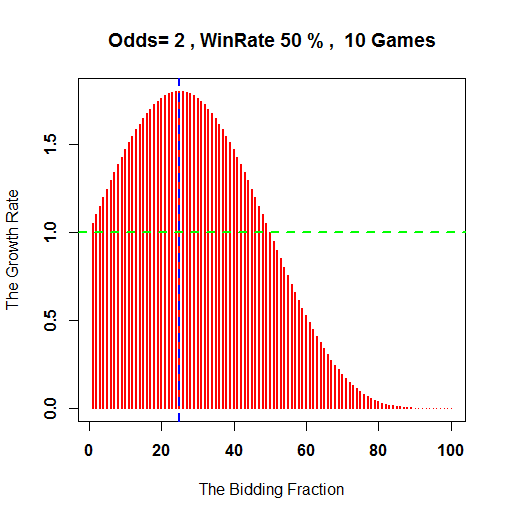 Odds= 2 , WinRate 50 % ,  10 Games
The Growth Rate
1.5
1.0
0.5
0.0
0 20 40 60 80 100
The Bidding Fraction